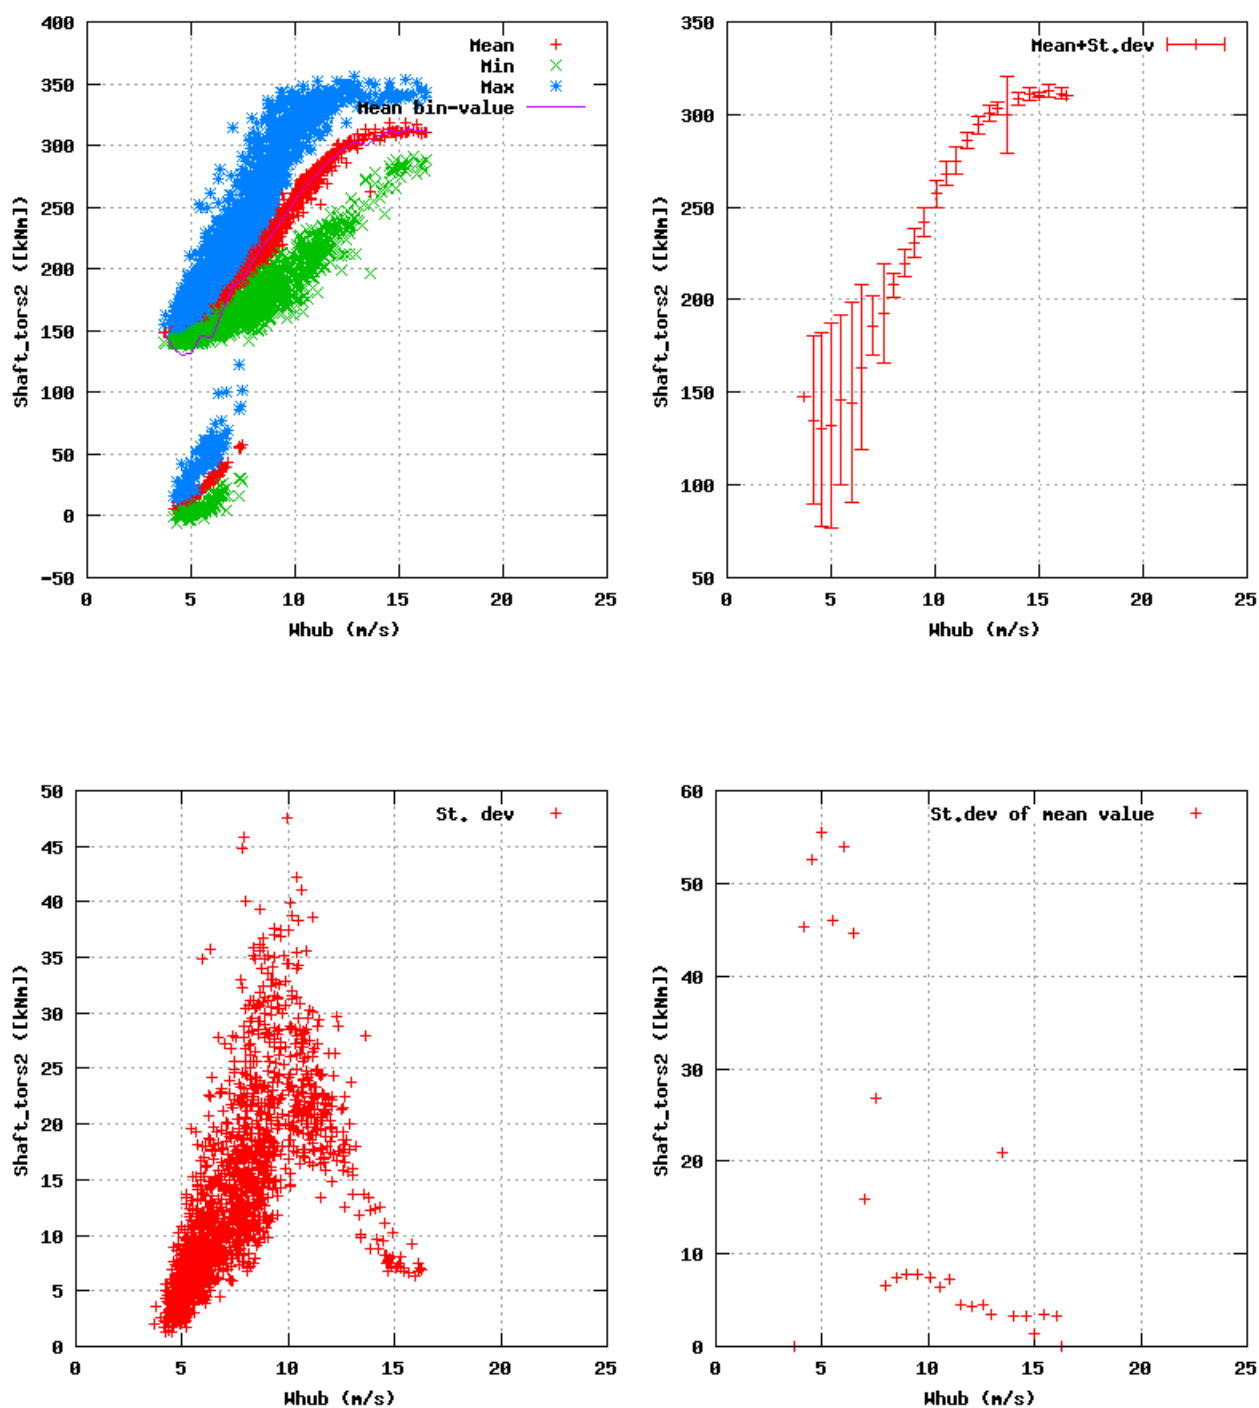 400
350
300
250
200
150
100
50
0
-50
0 5 10 15 20 25
Shaft_tors2 ([kNm])
Whub (m/s)
Mean
Min
Max
Mean bin-value
350
300
250
200
150
100
50
0 5 10 15 20 25
Shaft_tors2 ([kNm])
Whub (m/s)
Mean+St.dev
50
45
40
35
30
25
20
15
10
5
0
0 5 10 15 20 25
Shaft_tors2 ([kNm])
Whub (m/s)
St. dev
60
50
40
30
20
10
0
0 5 10 15 20 25
Shaft_tors2 ([kNm])
Whub (m/s)
St.dev of mean value